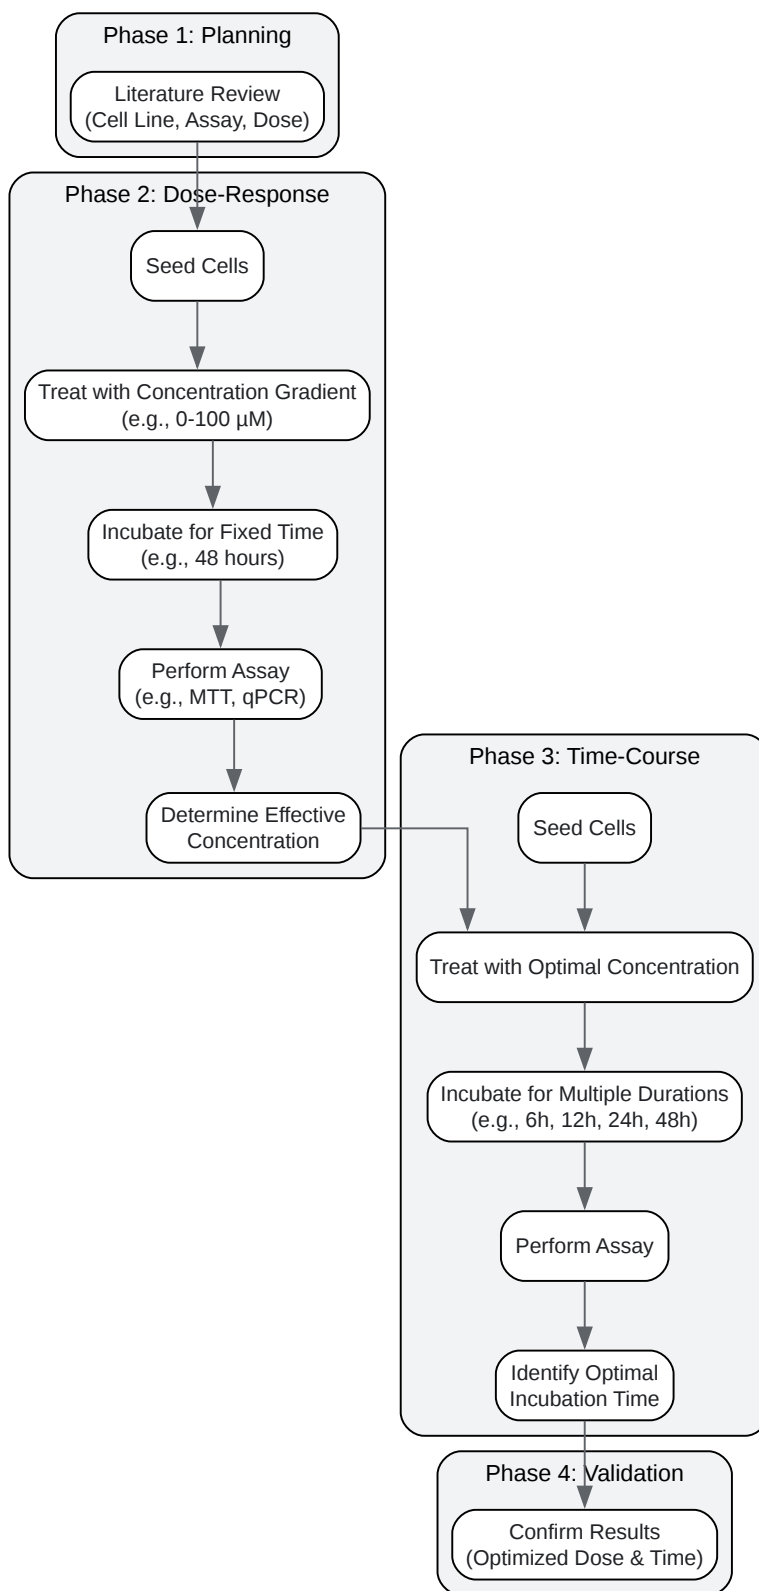 Phase 1: Planning
Literature Review
(Cell Line, Assay, Dose)
Phase 2: Dose-Response
Seed Cells
Treat with Concentration Gradient
(e.g., 0-100 µM)
Incubate for Fixed Time
(e.g., 48 hours)
Perform Assay
(e.g., MTT, qPCR)
Determine Effective
Concentration
Phase 3: Time-Course
Seed Cells
Treat with Optimal Concentration
Incubate for Multiple Durations
(e.g., 6h, 12h, 24h, 48h)
Perform Assay
Identify Optimal
Incubation Time
Phase 4: Validation
Confirm Results
(Optimized Dose & Time)